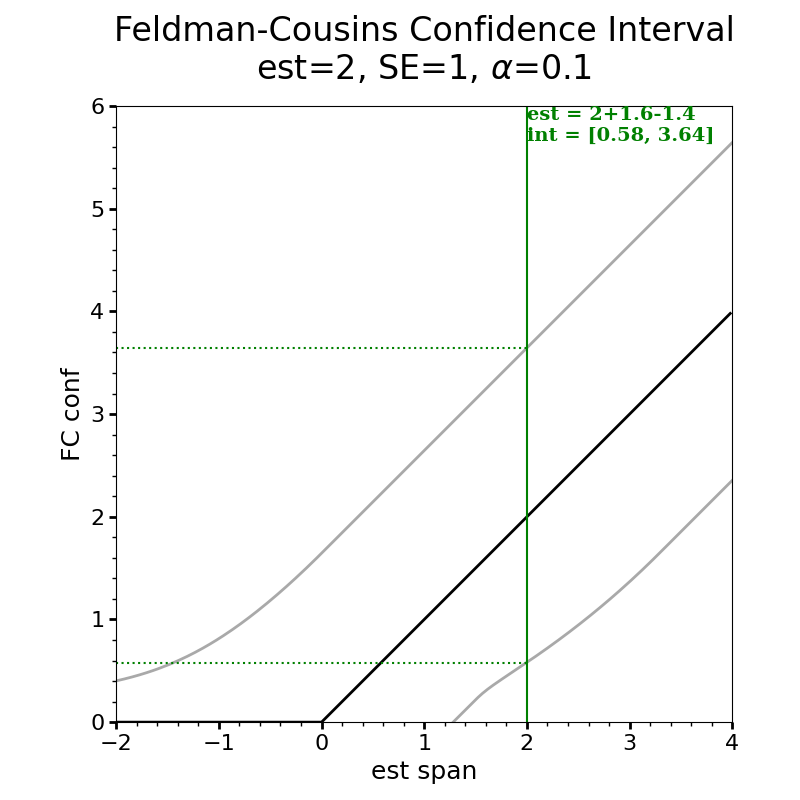 Feldman-Cousins Confidence Interval
est=2, SE=1, α=0.1
est = 2+1.6-1.4
int = [0.58, 3.64]
6
5
4
3
2
1
0
FC conf
−2
−1
0
1
2
3
4
est span